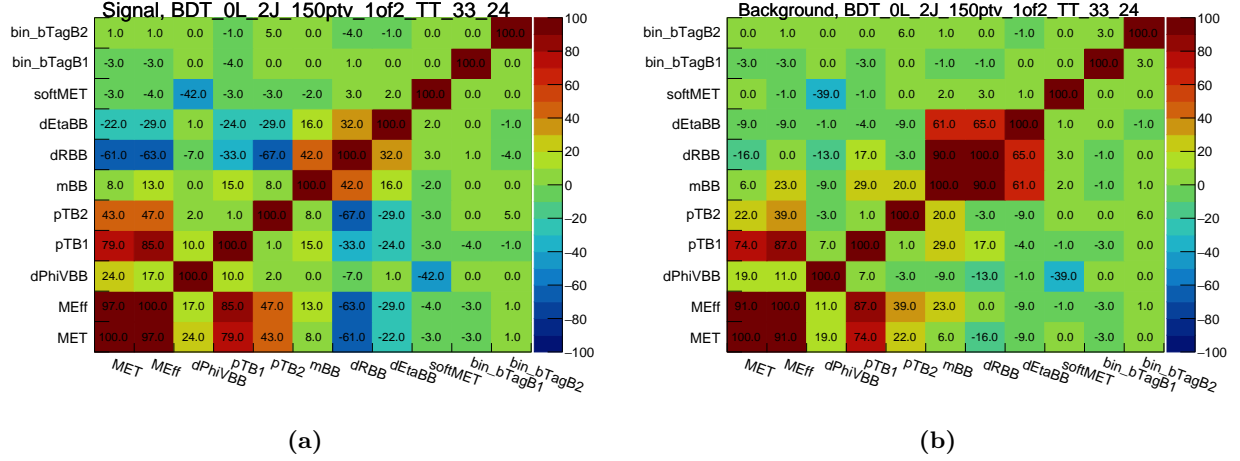 Signal, BDT_0L_2J_150ptv_1of2_TT_33_24
bin_bTagB2 1.0 1.0 0.0 -1.0 5.0 0.0 -4.0 -1.0 0.0 0.0 100.0
bin_bTagB1 -3.0 -3.0 0.0 -4.0 0.0 0.0 1.0 0.0 0.0 100.0 0.0
softMET -3.0 -4.0 -42.0 -3.0 -3.0 -2.0 3.0 2.0 100.0 0.0 0.0
dEtaBB -22.0 -29.0 1.0 -24.0 -29.0 16.0 32.0 100.0 2.0 0.0 -1.0
dRBB -61.0 -63.0 -7.0 -33.0 -67.0 42.0 100.0 32.0 3.0 1.0 -4.0
mBB 8.0 13.0 0.0 15.0 8.0 100.0 42.0 16.0 -2.0 0.0 0.0
pTB2 43.0 47.0 2.0 1.0 100.0 8.0 -67.0 -29.0 -3.0 0.0 5.0
pTB1 79.0 85.0 10.0 100.0 1.0 15.0 -33.0 -24.0 -3.0 -4.0 -1.0
dPhiVBB 24.0 17.0 100.0 10.0 2.0 0.0 -7.0 1.0 -42.0 0.0 0.0
MEff 97.0 100.0 17.0 85.0 47.0 13.0 -63.0 -29.0 -4.0 -3.0 1.0
MET 100.0 97.0 24.0 79.0 43.0 8.0 -61.0 -22.0 -3.0 -3.0 1.0
MET MEff dPhiVBB pTB1 pTB2 mBB dRBB dEtaBB softMET bin_bTagB1 bin_bTagB2
100
80
60
40
20
0
−20
−40
−60
−80
−100
(a)
Background, BDT_0L_2J_150ptv_1of2_TT_33_24
bin_bTagB2 0.0 1.0 0.0 0.0 6.0 1.0 0.0 -1.0 0.0 3.0 100.0
bin_bTagB1 -3.0 -3.0 0.0 -3.0 0.0 -1.0 -1.0 0.0 0.0 100.0 3.0
softMET 0.0 -1.0 -39.0 -1.0 0.0 2.0 3.0 1.0 100.0 0.0 0.0
dEtaBB -9.0 -9.0 -1.0 -4.0 -9.0 61.0 65.0 100.0 1.0 0.0 -1.0
dRBB -16.0 0.0 -13.0 17.0 -3.0 90.0 100.0 65.0 3.0 -1.0 0.0
mBB 6.0 23.0 -9.0 29.0 20.0 100.0 90.0 61.0 2.0 -1.0 1.0
pTB2 22.0 39.0 -3.0 1.0 100.0 20.0 -3.0 -9.0 0.0 0.0 6.0
pTB1 74.0 87.0 7.0 100.0 1.0 29.0 17.0 -4.0 -1.0 -3.0 0.0
dPhiVBB 19.0 11.0 100.0 7.0 -3.0 -9.0 -13.0 -1.0 -39.0 0.0 0.0
MEff 91.0 100.0 11.0 87.0 39.0 23.0 0.0 -9.0 -1.0 -3.0 1.0
MET 100.0 91.0 19.0 74.0 22.0 6.0 -16.0 -9.0 0.0 -3.0 0.0
MET MEff dPhiVBB pTB1 pTB2 mBB dRBB dEtaBB softMET bin_bTagB1 bin_bTagB2
100
80
60
40
20
0
−20
−40
−60
−80
−100
(b)